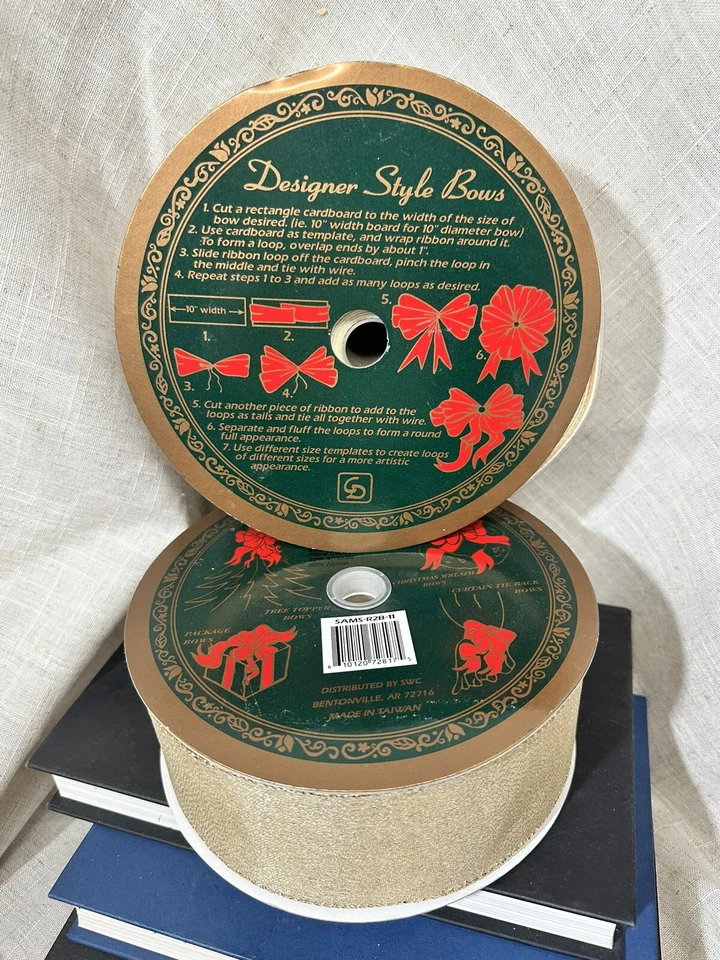 Designer Style Bows
1. Cut a rectangle cardboard to the width of the size of
bow desired. (ie. 10" width board for 10" diameter bow)
2. Use cardboard as template, and wrap ribbon around it.
To form a loop, overlap ends by about 1".
3. Slide ribbon loop off the cardboard, pinch the loop in
the middle and tie with wire.
4. Repeat steps 1 to 3 and add as many loops as desired.
10" width
1.
2.
3.
4.
5.
6.
5. Cut another piece of ribbon to add to the
loops as tails and tie all together with wire.
6. Separate and fluff the loops to form a round
full appearance.
7. Use different size templates to create loops
of different sizes for a more artistic
appearance.
CHRISTMAS WREATH
BOWS
CURTAIN TIE BACK
BOWS
TREE TOPPER
BOWS
PACKAGE
BOWS
SAMS-R2B-11
6 10120 72817 5
DISTRIBUTED BY SWC
BENTONVILLE, AR 72716
MADE IN TAIWAN